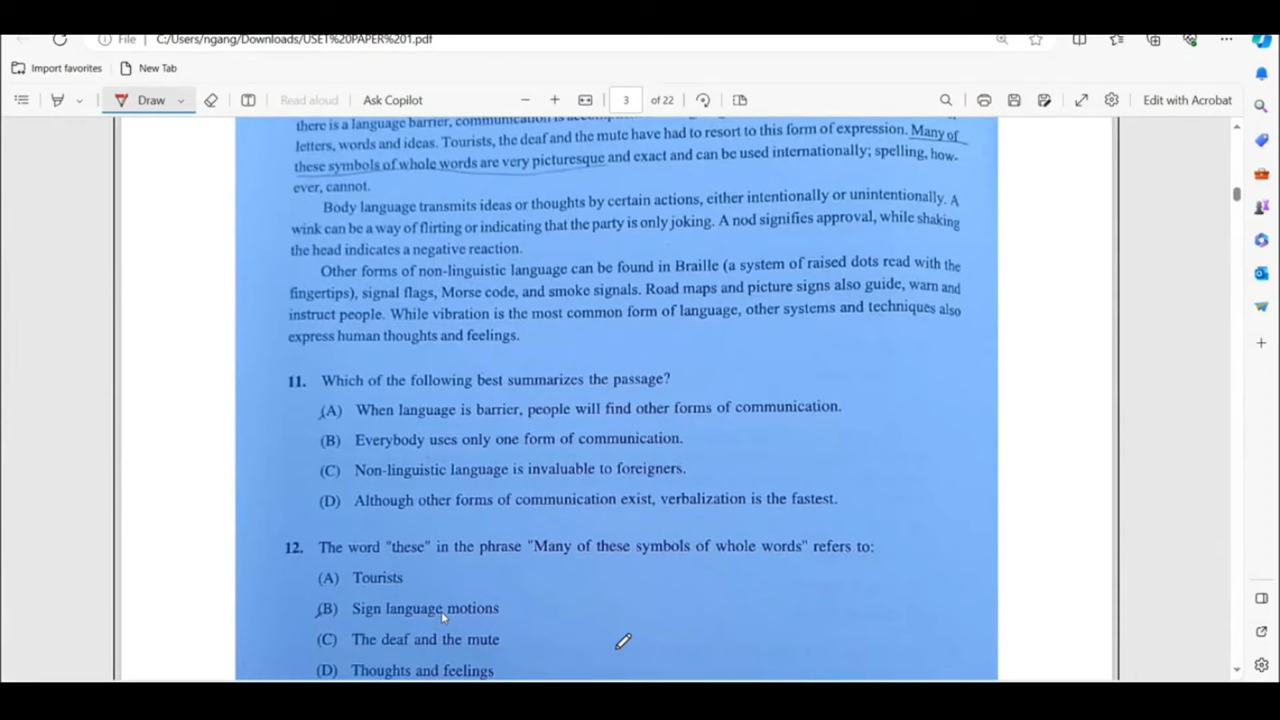 File C:/Users/ngang/Downloads/USET%20PAPER%201.pdf
Import favorites New Tab
Draw Read aloud Ask Copilot 3 of 22 Edit with Acrobat
there is a language barrier, communication is
letters, words and ideas. Tourists, the deaf and the mute have had to resort to this form of expression. Many of
these symbols of whole words are very picturesque and exact and can be used internationally; spelling, how-
ever, cannot.
Body language transmits ideas or thoughts by certain actions, either intentionally or unintentionally. A
wink can be a way of flirting or indicating that the party is only joking. A nod signifies approval, while shaking
the head indicates a negative reaction.
Other forms of non-linguistic language can be found in Braille (a system of raised dots read with the
fingertips), signal flags, Morse code, and smoke signals. Road maps and picture signs also guide, warn and
instruct people. While vibration is the most common form of language, other systems and techniques also
express human thoughts and feelings.
11. Which of the following best summarizes the passage?
(A) When language is barrier, people will find other forms of communication.
(B) Everybody uses only one form of communication.
(C) Non-linguistic language is invaluable to foreigners.
(D) Although other forms of communication exist, verbalization is the fastest.
12. The word "these" in the phrase "Many of these symbols of whole words" refers to:
(A) Tourists
(B) Sign language motions
(C) The deaf and the mute
(D) Thoughts and feelings